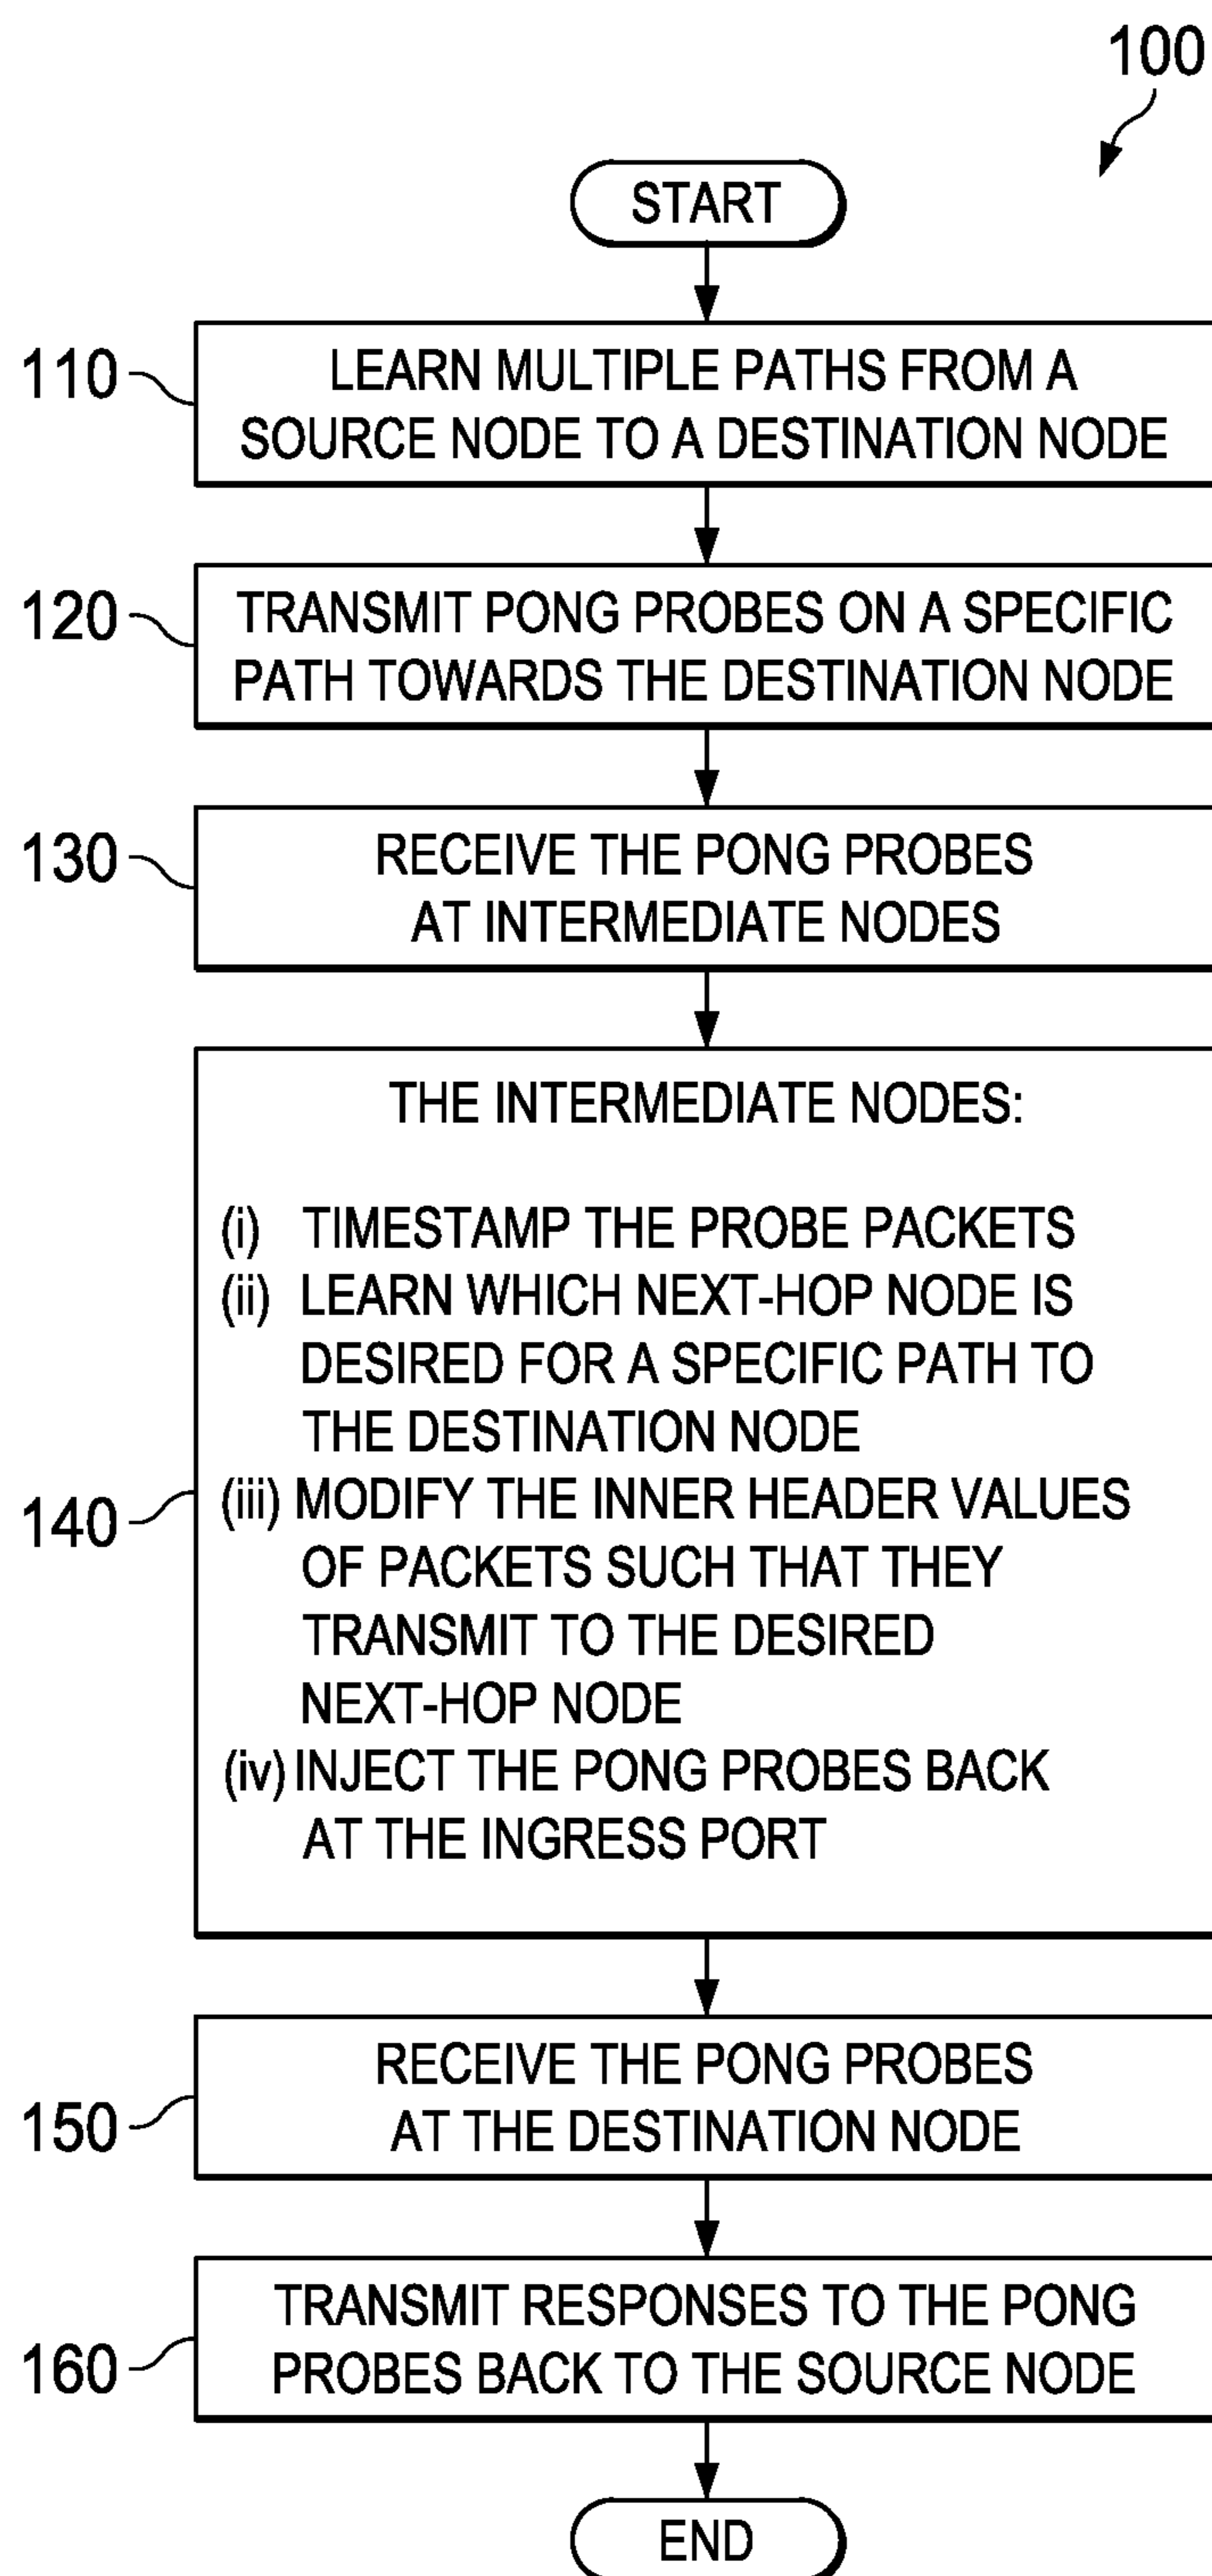 100
START
110
LEARN MULTIPLE PATHS FROM A
SOURCE NODE TO A DESTINATION NODE
120
TRANSMIT PONG PROBES ON A SPECIFIC
PATH TOWARDS THE DESTINATION NODE
130
RECEIVE THE PONG PROBES
AT INTERMEDIATE NODES
140
THE INTERMEDIATE NODES:
(i) TIMESTAMP THE PROBE PACKETS
(ii) LEARN WHICH NEXT-HOP NODE IS
DESIRED FOR A SPECIFIC PATH TO
THE DESTINATION NODE
(iii) MODIFY THE INNER HEADER VALUES
OF PACKETS SUCH THAT THEY
TRANSMIT TO THE DESIRED
NEXT-HOP NODE
(iv) INJECT THE PONG PROBES BACK
AT THE INGRESS PORT
150
RECEIVE THE PONG PROBES
AT THE DESTINATION NODE
160
TRANSMIT RESPONSES TO THE PONG
PROBES BACK TO THE SOURCE NODE
END